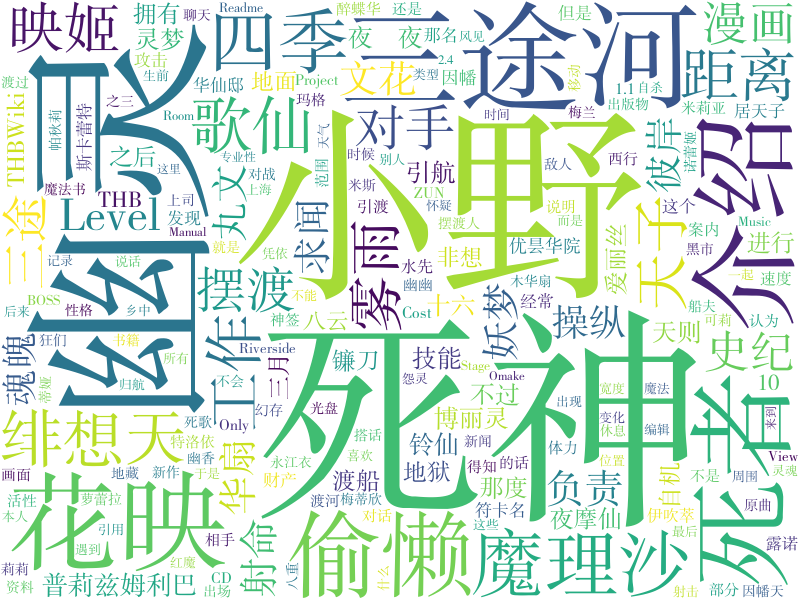 映姬
拥有
灵梦
Readme
聊天
攻击
生前
醉蝶华
还是
四季
三途河
夜
夜
那名
风见
但是
漫画
渡过
之三
华仙邸
地面
Project
文花
因幡
2.4
类型
移动
1.1
自杀
出版物
距离
灵
THBWiki
帕秋莉
斯卡蕾特
Room
玛格
歌仙
对手
梅兰
米莉亚
居天子
诺蕾姬
彼岸
介绍
之后
这里
专业性
对战
上海
范围
天气
时候
别人
引航
敌人
ZUN
西行
时间
THB
魔法书
上司
发现
丸文
米斯
怀疑
引渡
摆渡人
说明
而是
这个
案内
Music
三途
Level
Manual
就是
凭依
求闻
雾雨
小野
非想
优昙华院
黑市
进行
天子
爱丽丝
一起
速度
记录
说话
摆渡
水先
木华扇
幽幽
十六
经常
妖梦
船夫
可莉
认为
后来
BOSS
性格
乡中
幽
工作
不能
神签
八云
Cost
操纵
天则
史纪
魂魄
狂们
书籍
所有
Riverside
三月
镰刀
技能
不过
Stage
Omake
10
蒂娅
归航
不会
怨灵
出现
宽度
魔法
来到
死神
死者
绯想天
死歌
Only
幻存
光盘
搭话
博丽灵
变化
休息
编辑
View
灵魂
画面
特洛依
华扇
幽香
喜欢
铃仙
新闻
体力
位置
自机
不是
周围
地藏
新作
于是
财产
永江衣
得知
的话
地狱
渡船
那度
负责
伊吹萃
原曲
花映
活性
萝蕾拉
渡河
梅蒂欣
符卡名
夜摩仙
最后
露诺
本人
引用
相手
射命
偷懒
对话
这些
魔理沙
莉莉
遇到
红魔
八重
什么
资料
普莉兹姆利巴
CD
出场
射击
部分
因幡天